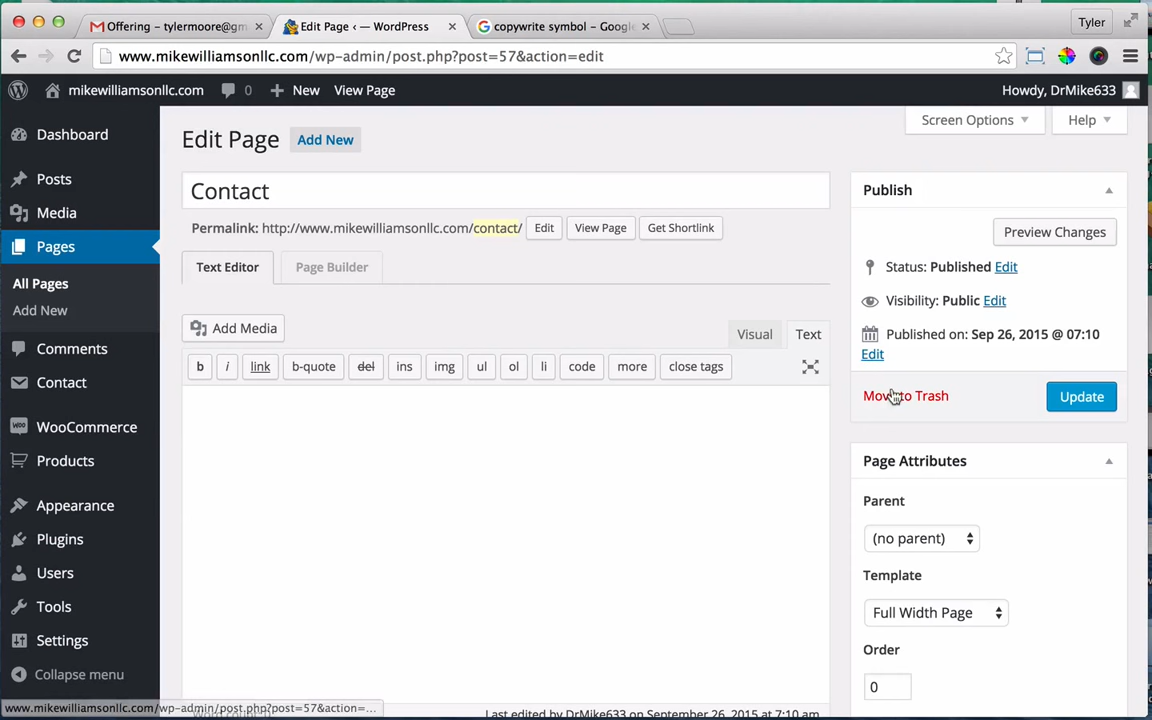 Offering – tylermoore@gm
Edit Page ‹ — WordPress
copywrite symbol - Google
Tyler
www.mikewilliamsonllc.com/wp-admin/post.php?post=57&action=edit
mikewilliamsonllc.com
0
New
View Page
Howdy, DrMike633
Screen Options
Help
Dashboard
Posts
Media
Pages
All Pages
Add New
Comments
Contact
WooCommerce
Products
Appearance
Plugins
Users
Tools
Settings
Collapse menu
Edit Page
Add New
Contact
Permalink: http://www.mikewilliamsonllc.com/contact/
Edit
View Page
Get Shortlink
Text Editor
Page Builder
Add Media
Visual
Text
b
i
link
b-quote
del
ins
img
ul
ol
li
code
more
close tags
Last edited by DrMike633 on September 26, 2015 at 7:10 am
Publish
Preview Changes
Status: Published Edit
Visibility: Public Edit
Published on: Sep 26, 2015 @ 07:10
Edit
Move to Trash
Update
Page Attributes
Parent
(no parent)
Template
Full Width Page
Order
0
www.mikewilliamsonllc.com/wp-admin/post.php?post=57&action=...